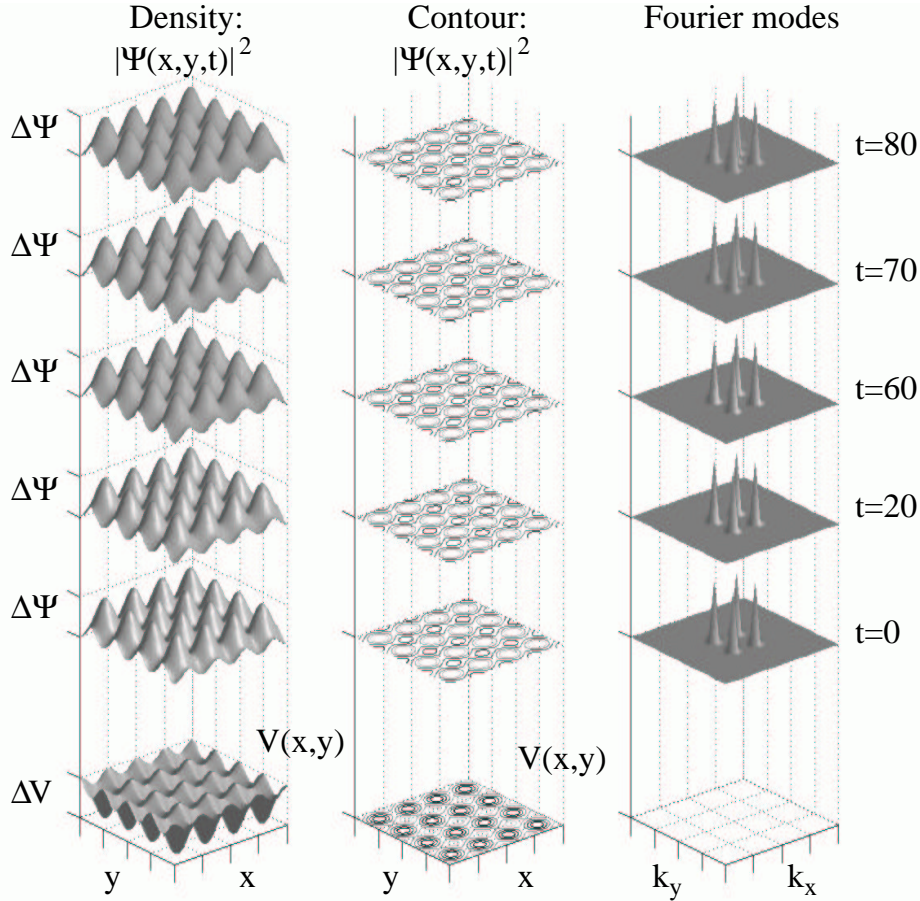 Density: Contour: Fourier modes
|Ψ(x,y,t)|² |Ψ(x,y,t)|²
ΔΨ t=80
ΔΨ t=70
ΔΨ t=60
ΔΨ t=20
ΔΨ t=0
V(x,y) V(x,y)
ΔV
y x y x k_y k_x